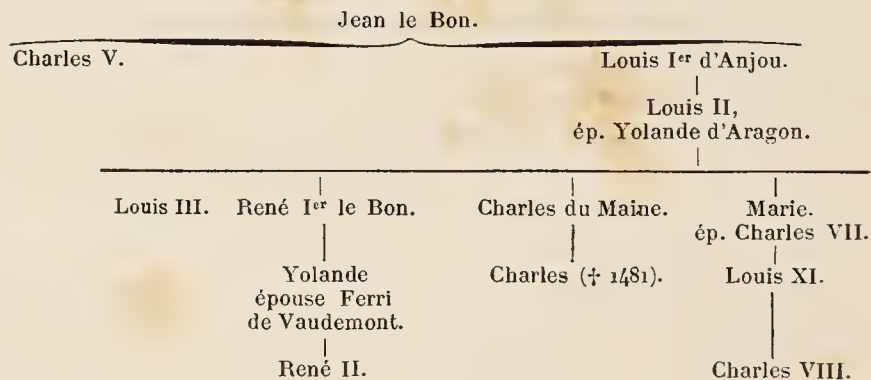 Jean le Bon.
Charles V.
Louis Iᵉʳ d'Anjou.
Louis II,
ép. Yolande d'Aragon.
Louis III.
René Iᵉʳ le Bon.
Charles du Maine.
Marie.
ép. Charles VII.
Yolande
épouse Ferri
de Vaudemont.
Charles († 1481).
Louis XI.
René II.
Charles VIII.